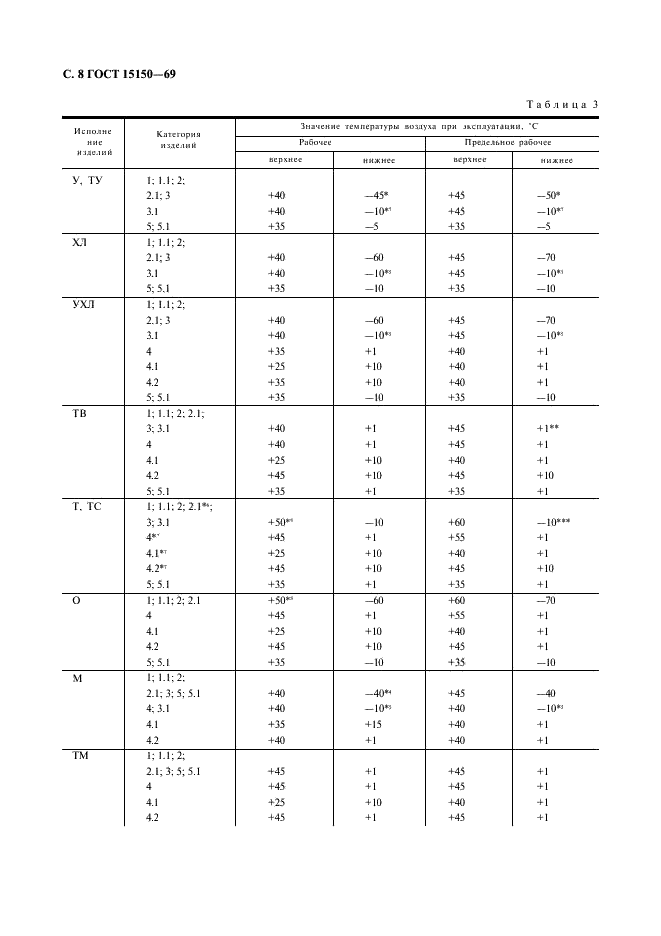 С. 8 ГОСТ 15150—69
Таблица 3
Исполне
ние
изделий
Категория
изделий
Значение температуры воздуха при эксплуатации, °С
Рабочее Предельное рабочее
верхнее нижнее верхнее нижнее
У, ТУ 1; 1.1; 2;
2.1; 3 +40 —45* +45 —50*
3.1 +40 —10* +45 —10*
5; 5.1 +35 —5 +35 —5
ХЛ 1; 1.1; 2;
2.1; 3 +40 —60 +45 —70
3.1 +40 —10*³ +45 —10*³
5; 5.1 +35 —10 +35 —10
УХЛ 1; 1.1; 2;
2.1; 3 +40 —60 +45 —70
3.1 +40 —10*³ +45 —10*³
4 +35 +1 +40 +1
4.1 +25 +10 +40 +1
4.2 +35 +10 +40 +1
5; 5.1 +35 —10 +35 —10
ТВ 1; 1.1; 2; 2.1;
3; 3.1 +40 +1 +45 +1**
4 +40 +1 +45 +1
4.1 +25 +10 +40 +1
4.2 +45 +10 +45 +10
5; 5.1 +35 +1 +35 +1
Т, ТС 1; 1.1; 2; 2.1*⁶;
3; 3.1 +50*⁵ —10 +60 —10***
4*⁷ +45 +1 +55 +1
4.1*⁷ +25 +10 +40 +1
4.2*⁷ +45 +10 +45 +10
5; 5.1 +35 +1 +35 +1
О 1; 1.1; 2; 2.1 +50*⁵ —60 +60 —70
4 +45 +1 +55 +1
4.1 +25 +10 +40 +1
4.2 +45 +10 +45 +1
5; 5.1 +35 —10 +35 —10
М 1; 1.1; 2;
2.1; 3; 5; 5.1 +40 —40*⁴ +45 —40
4; 3.1 +40 —10*³ +40 —10*³
4.1 +35 +15 +40 +1
4.2 +40 +1 +40 +1
ТМ 1; 1.1; 2;
2.1; 3; 5; 5.1 +45 +1 +45 +1
4 +45 +1 +45 +1
4.1 +25 +10 +40 +1
4.2 +45 +1 +45 +1